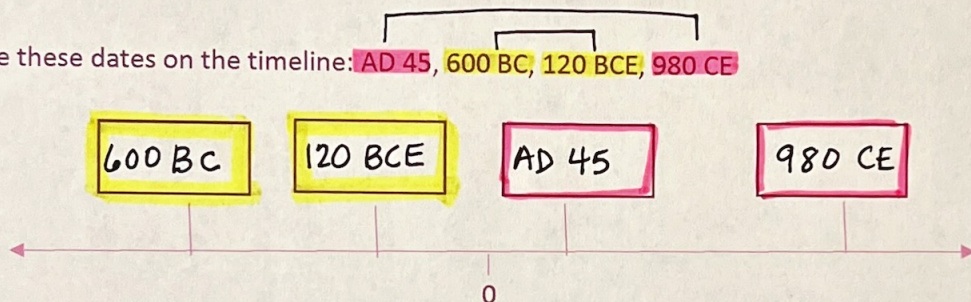 e these dates on the timeline: AD 45, 600 BC, 120 BCE, 980 CE
600 BC 120 BCE AD 45 980 CE
0